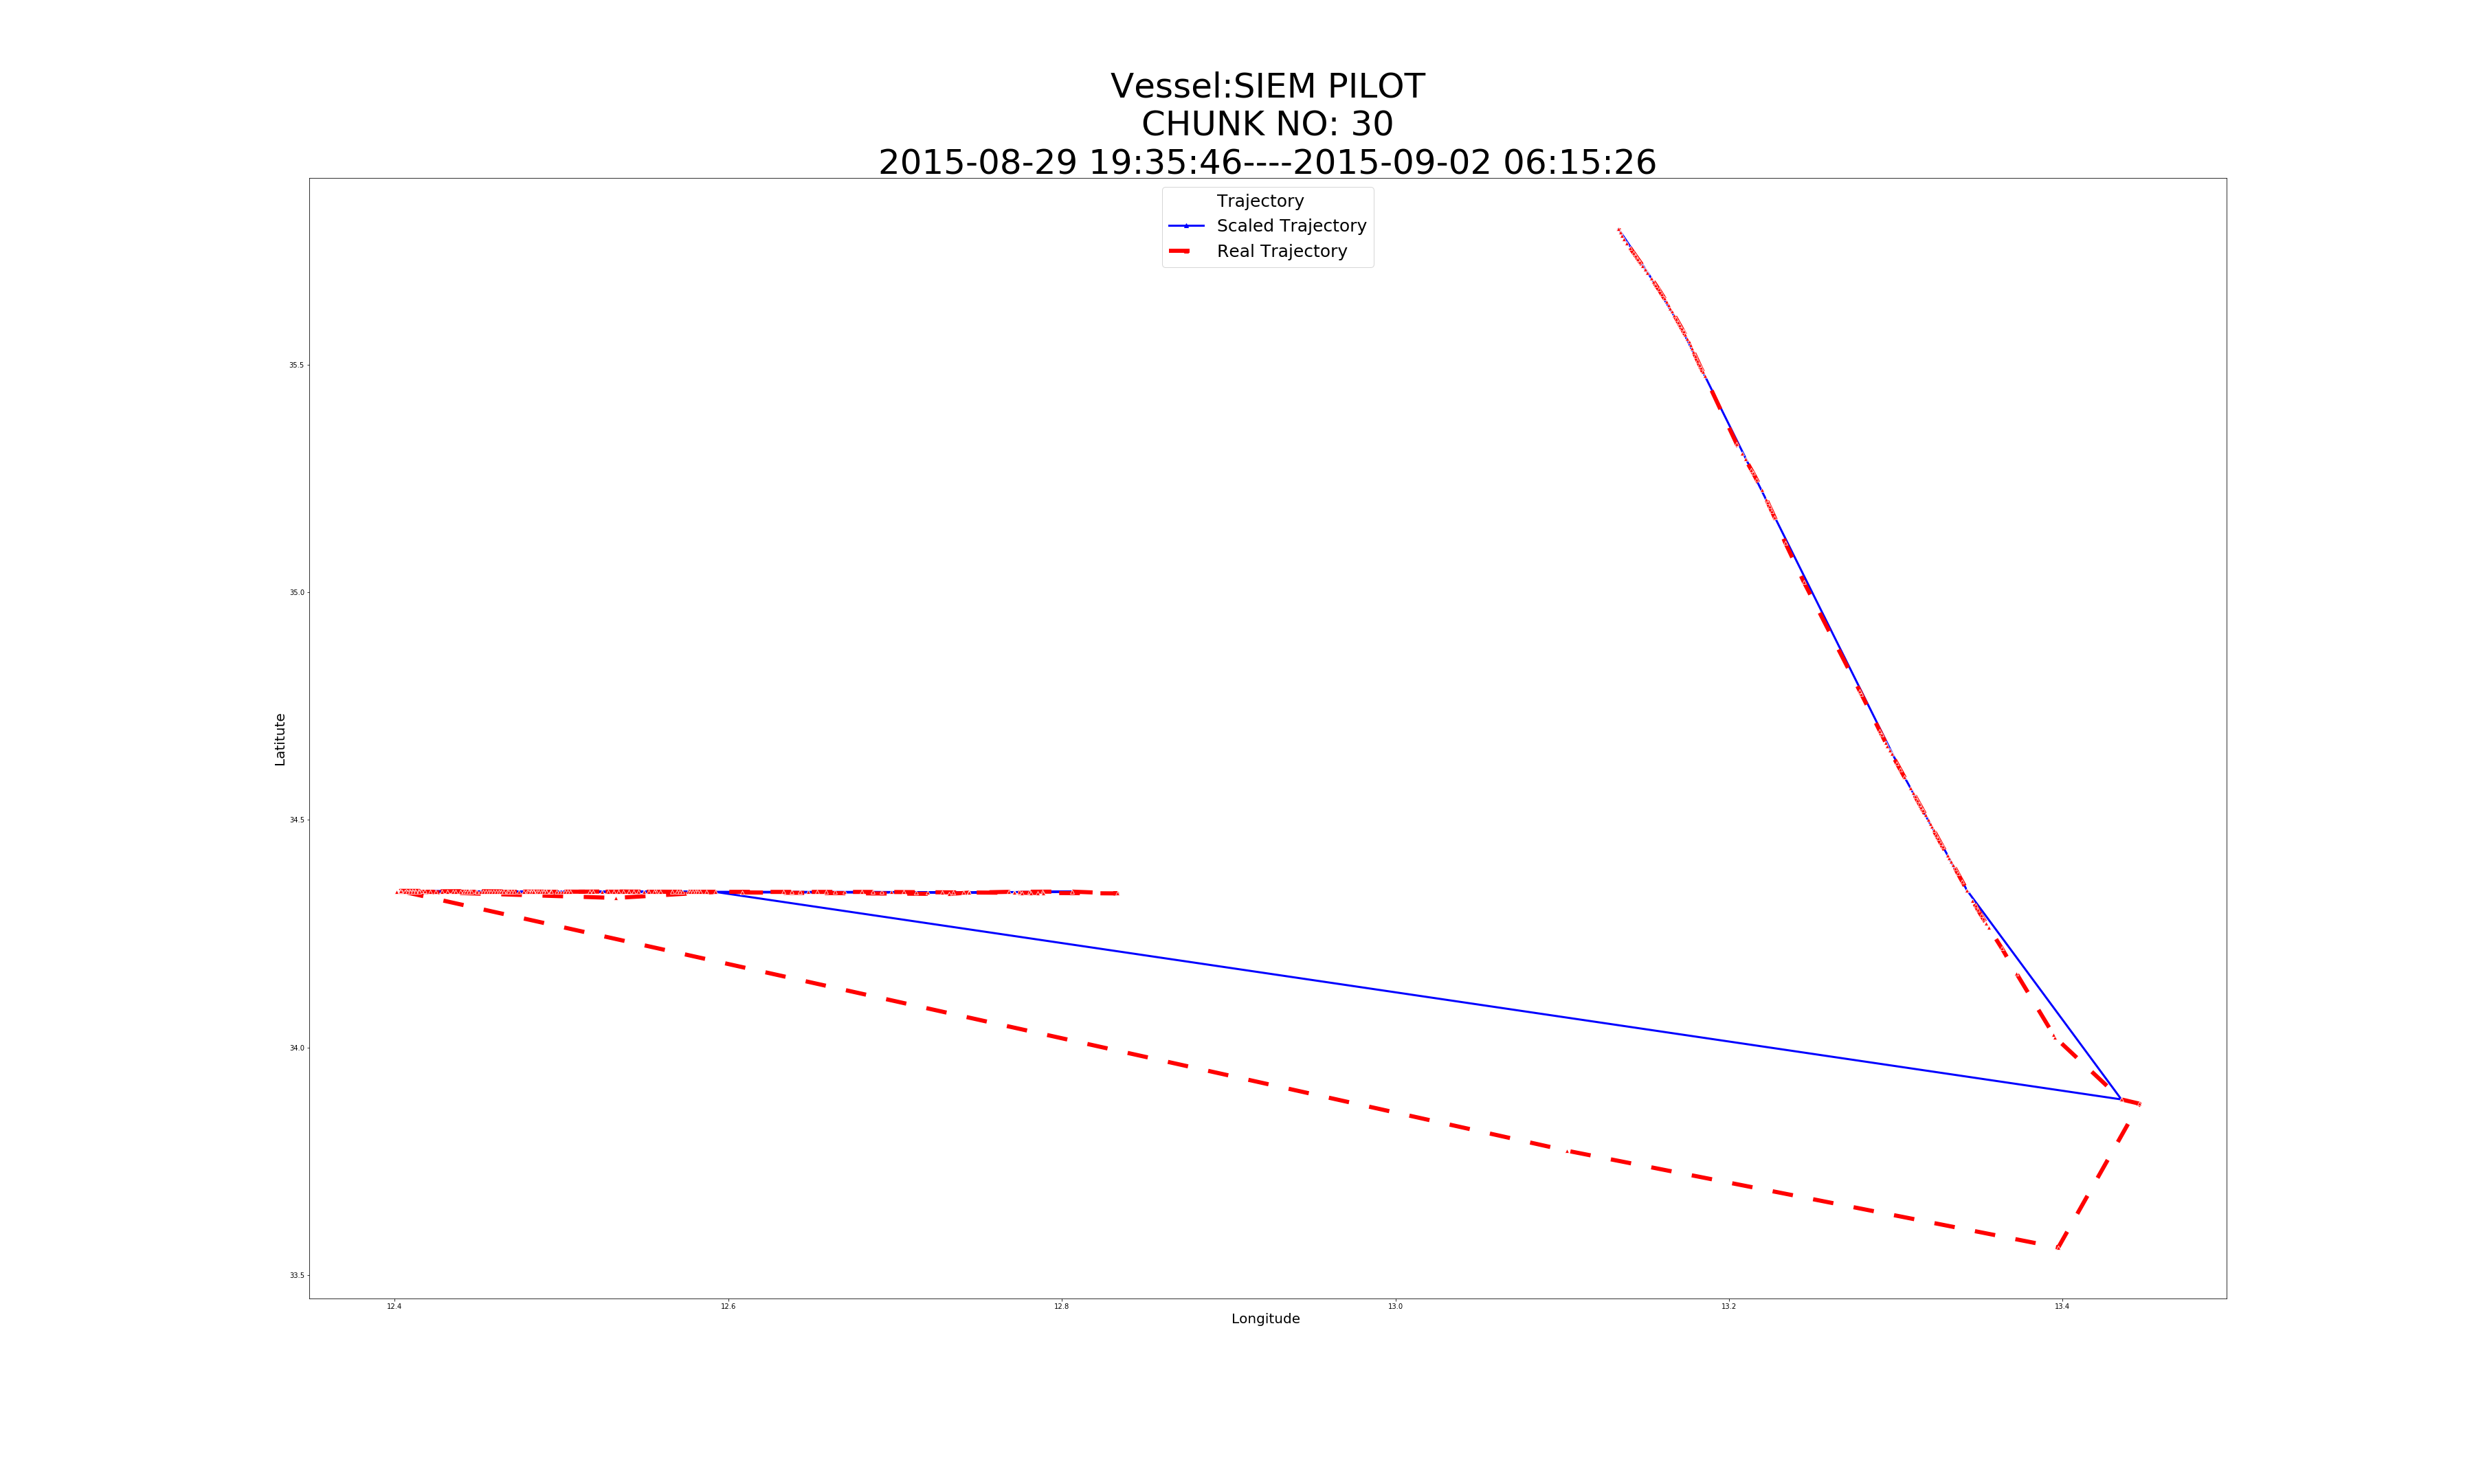 Vessel:SIEM PILOT
CHUNK NO: 30
2015-08-29 19:35:46----2015-09-02 06:15:26
Trajectory
Scaled Trajectory
Real Trajectory
35.5
35.0
34.5
34.0
33.5
Latitute
12.4 12.6 12.8 13.0 13.2 13.4
Longitude